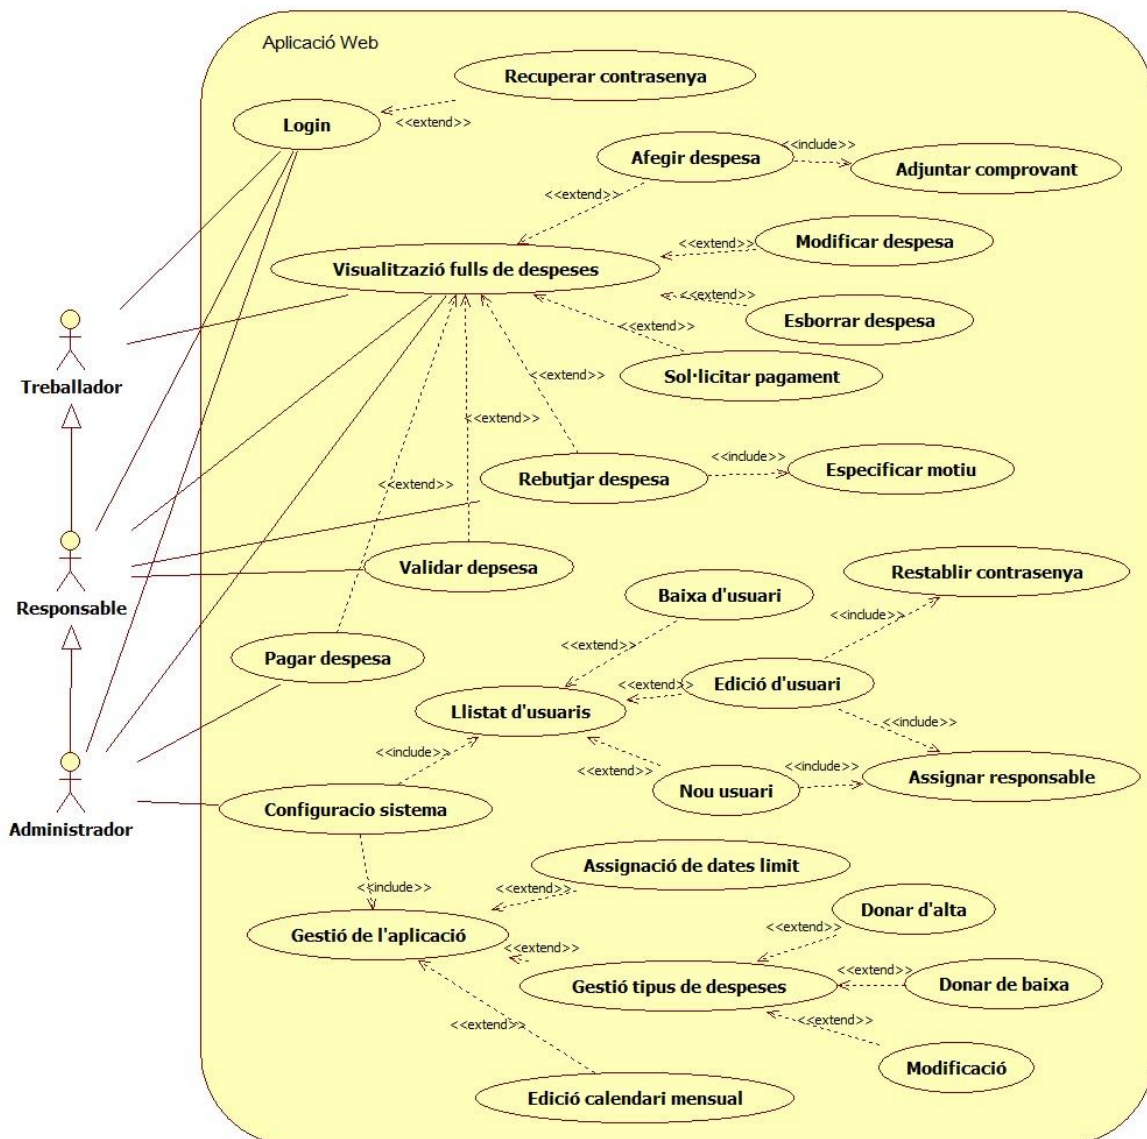 Aplicació Web
Recuperar contrasenya
<<extend>>
Login
Afegir despesa
<<include>>
Adjuntar comprovant
<<extend>>
Modificar despesa
<<extend>>
Visualització fulls de despeses
<<extend>>
Esborrar despesa
<<extend>>
Sol·licitar pagament
<<extend>>
Treballador
<<extend>>
<<include>>
Rebutjar despesa
Especificar motiu
<<extend>>
Validar depsesa
Restablir contrasenya
Baixa d'usuari
Responsable
<<include>>
<<extend>>
Pagar despesa
Edició d'usuari
<<extend>>
Llistat d'usuaris
<<include>>
<<include>>
<<extend>>
<<include>>
Nou usuari
Assignar responsable
Configuracio sistema
Administrador
Assignació de dates limit
<<include>>
<<extend>>
Donar d'alta
Gestió de l'aplicació
<<extend>>
<<extend>>
<<extend>>
Gestió tipus de despeses
Donar de baixa
<<extend>>
<<extend>>
Modificació
Edició calendari mensual